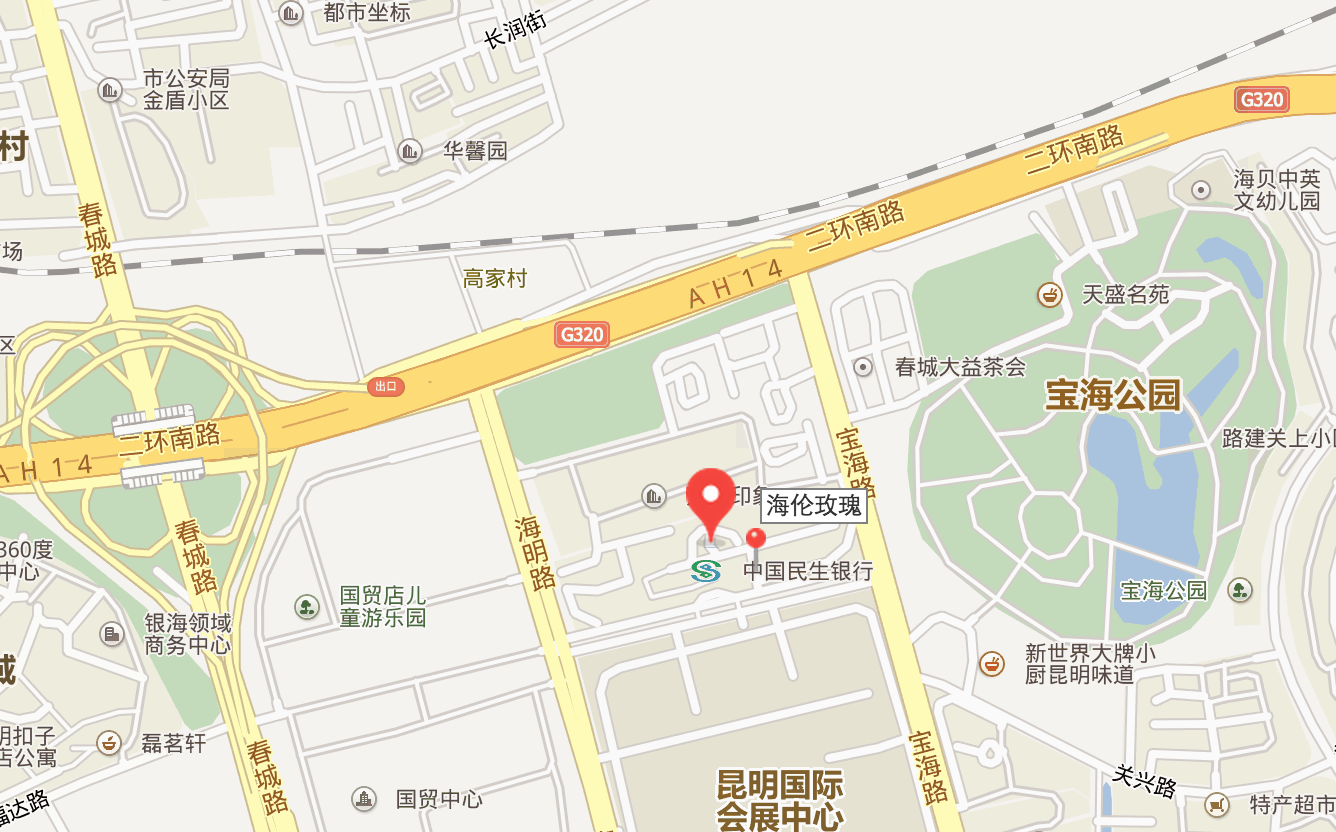 都市坐标
长润街
市公安局
金盾小区
G320
村
华馨园
二环南路
海贝中英
文幼儿园
春城路
二环南路
场
高家村
AH14
天盛名苑
G320
区
春城大益茶会
出口
宝海公园
二环南路
AH14
路建关上小
宝海路
印象
海伦玫瑰
春城路
海明路
360度
中心
中国民生银行
国贸店儿
童游乐园
宝海公园
银海领域
商务中心
新世界大牌小
厨昆明味道
城
明扣子
店公寓
磊茗轩
春城路
宝海路
关兴路
昆明国际
会展中心
国贸中心
福达路
特产超市